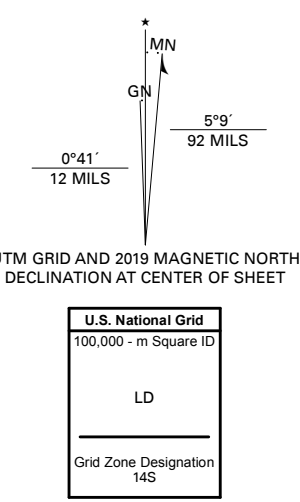 ★
MN
GN
5°9´
92 MILS
0°41´
12 MILS
UTM GRID AND 2019 MAGNETIC NORTH
DECLINATION AT CENTER OF SHEET
U.S. National Grid
100,000 - m Square ID
LD
Grid Zone Designation
14S